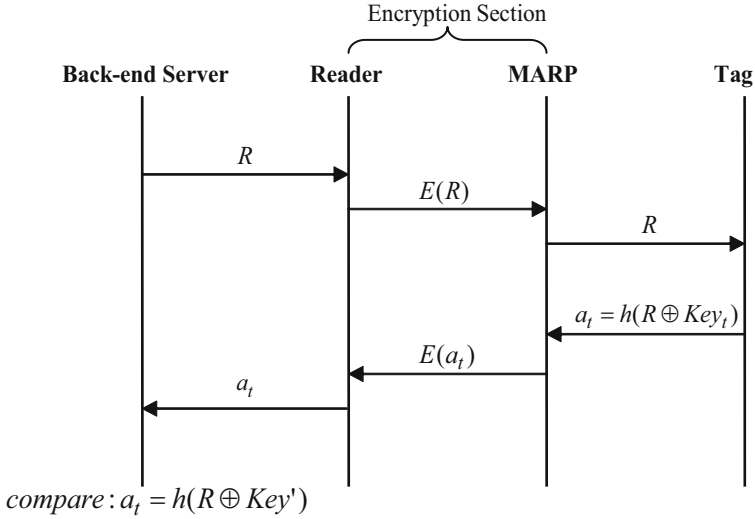 Encryption Section
Back-end Server Reader MARP Tag
R
E(R)
R
a_t = h(R ⊕ Key_t)
E(a_t)
a_t
compare : a_t = h(R ⊕ Key')